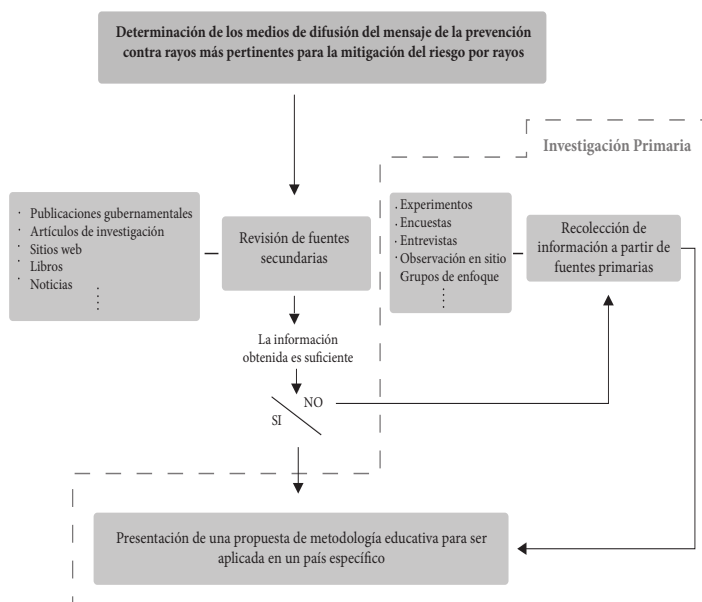 Determinación de los medios de difusión del mensaje de la prevención
contra rayos más pertinentes para la mitigación del riesgo por rayos
Investigación Primaria
· Publicaciones gubernamentales
· Artículos de investigación
· Sitios web
· Libros
· Noticias
Revisión de fuentes
secundarias
. Experimentos
. Encuestas
. Entrevistas
· Observación en sitio
Grupos de enfoque
Recolección de
información a partir de
fuentes primarias
La información
obtenida es suficiente
NO
SI
Presentación de una propuesta de metodología educativa para ser
aplicada en un país específico